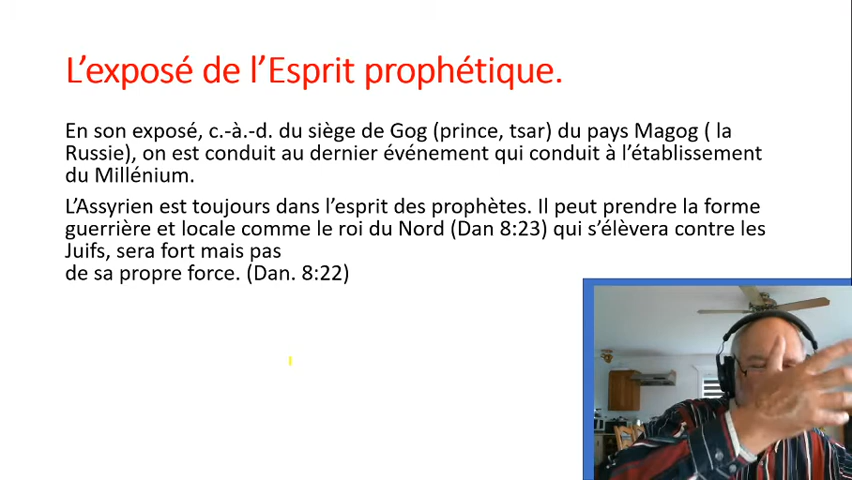 L’exposé de l’Esprit prophétique.
En son exposé, c.-à.-d. du siège de Gog (prince, tsar) du pays Magog ( la
Russie), on est conduit au dernier événement qui conduit à l’établissement
du Millénium.
L’Assyrien est toujours dans l’esprit des prophètes. Il peut prendre la forme
guerrière et locale comme le roi du Nord (Dan 8:23) qui s’élèvera contre les
Juifs, sera fort mais pas
de sa propre force. (Dan. 8:22)